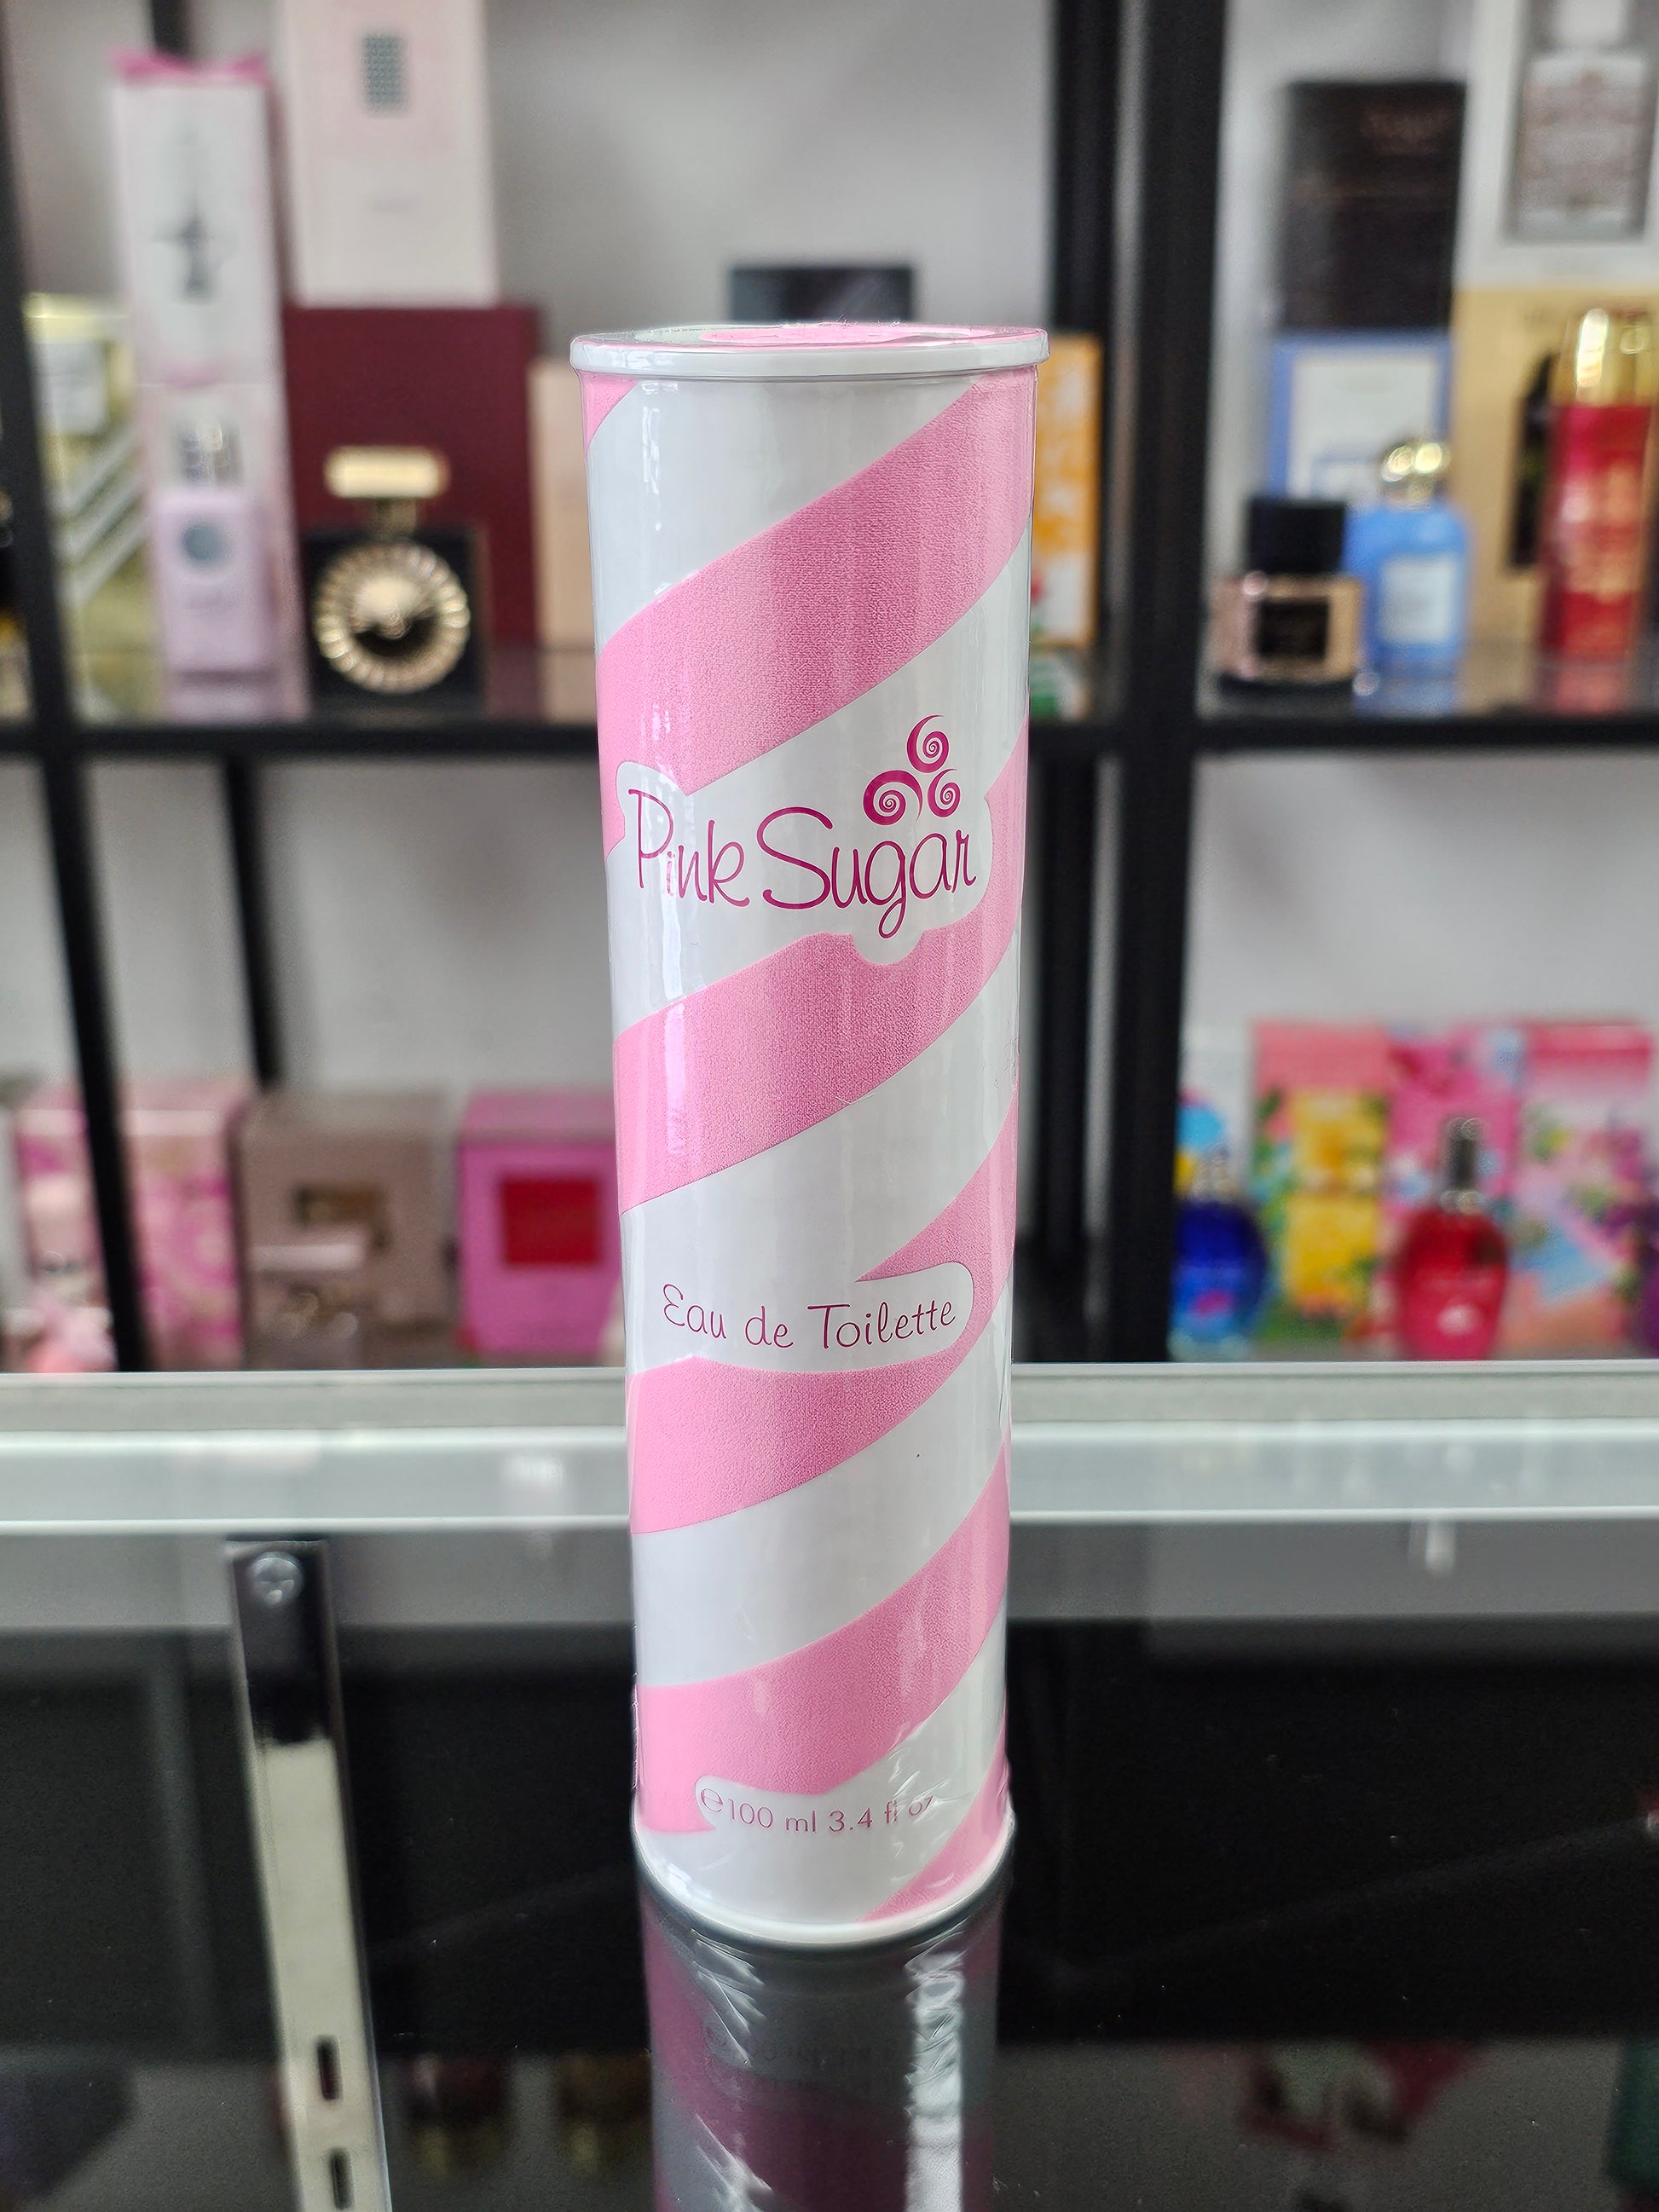 Pink Sugar
Eau de Toilette
℮100 ml 3.4 fl oz